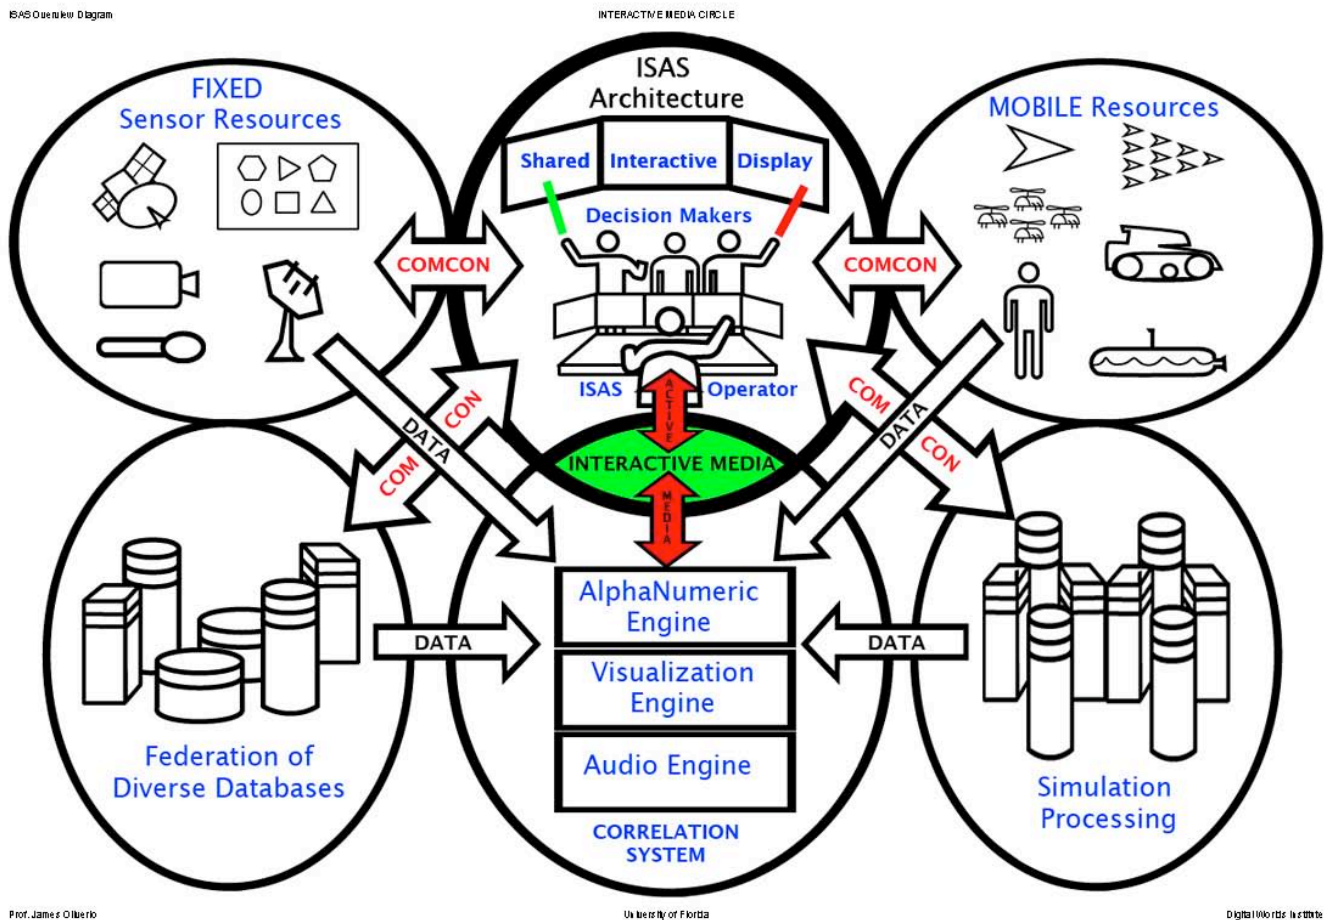 ISAS Overview Diagram
INTERACTIVE MEDIA CIRCLE
FIXED
Sensor Resources
ISAS
Architecture
MOBILE Resources
Shared Interactive Display
Decision Makers
COMCON
COMCON
ISAS Operator
ACTIVE
COM CON
DATA
COM CON
DATA
INTERACTIVE MEDIA
MEDIA
AlphaNumeric
Engine
DATA
DATA
Visualization
Engine
Audio Engine
Federation of
Diverse Databases
Simulation
Processing
CORRELATION
SYSTEM
Prof. James Oliverio
University of Florida
Digital Worlds Institute